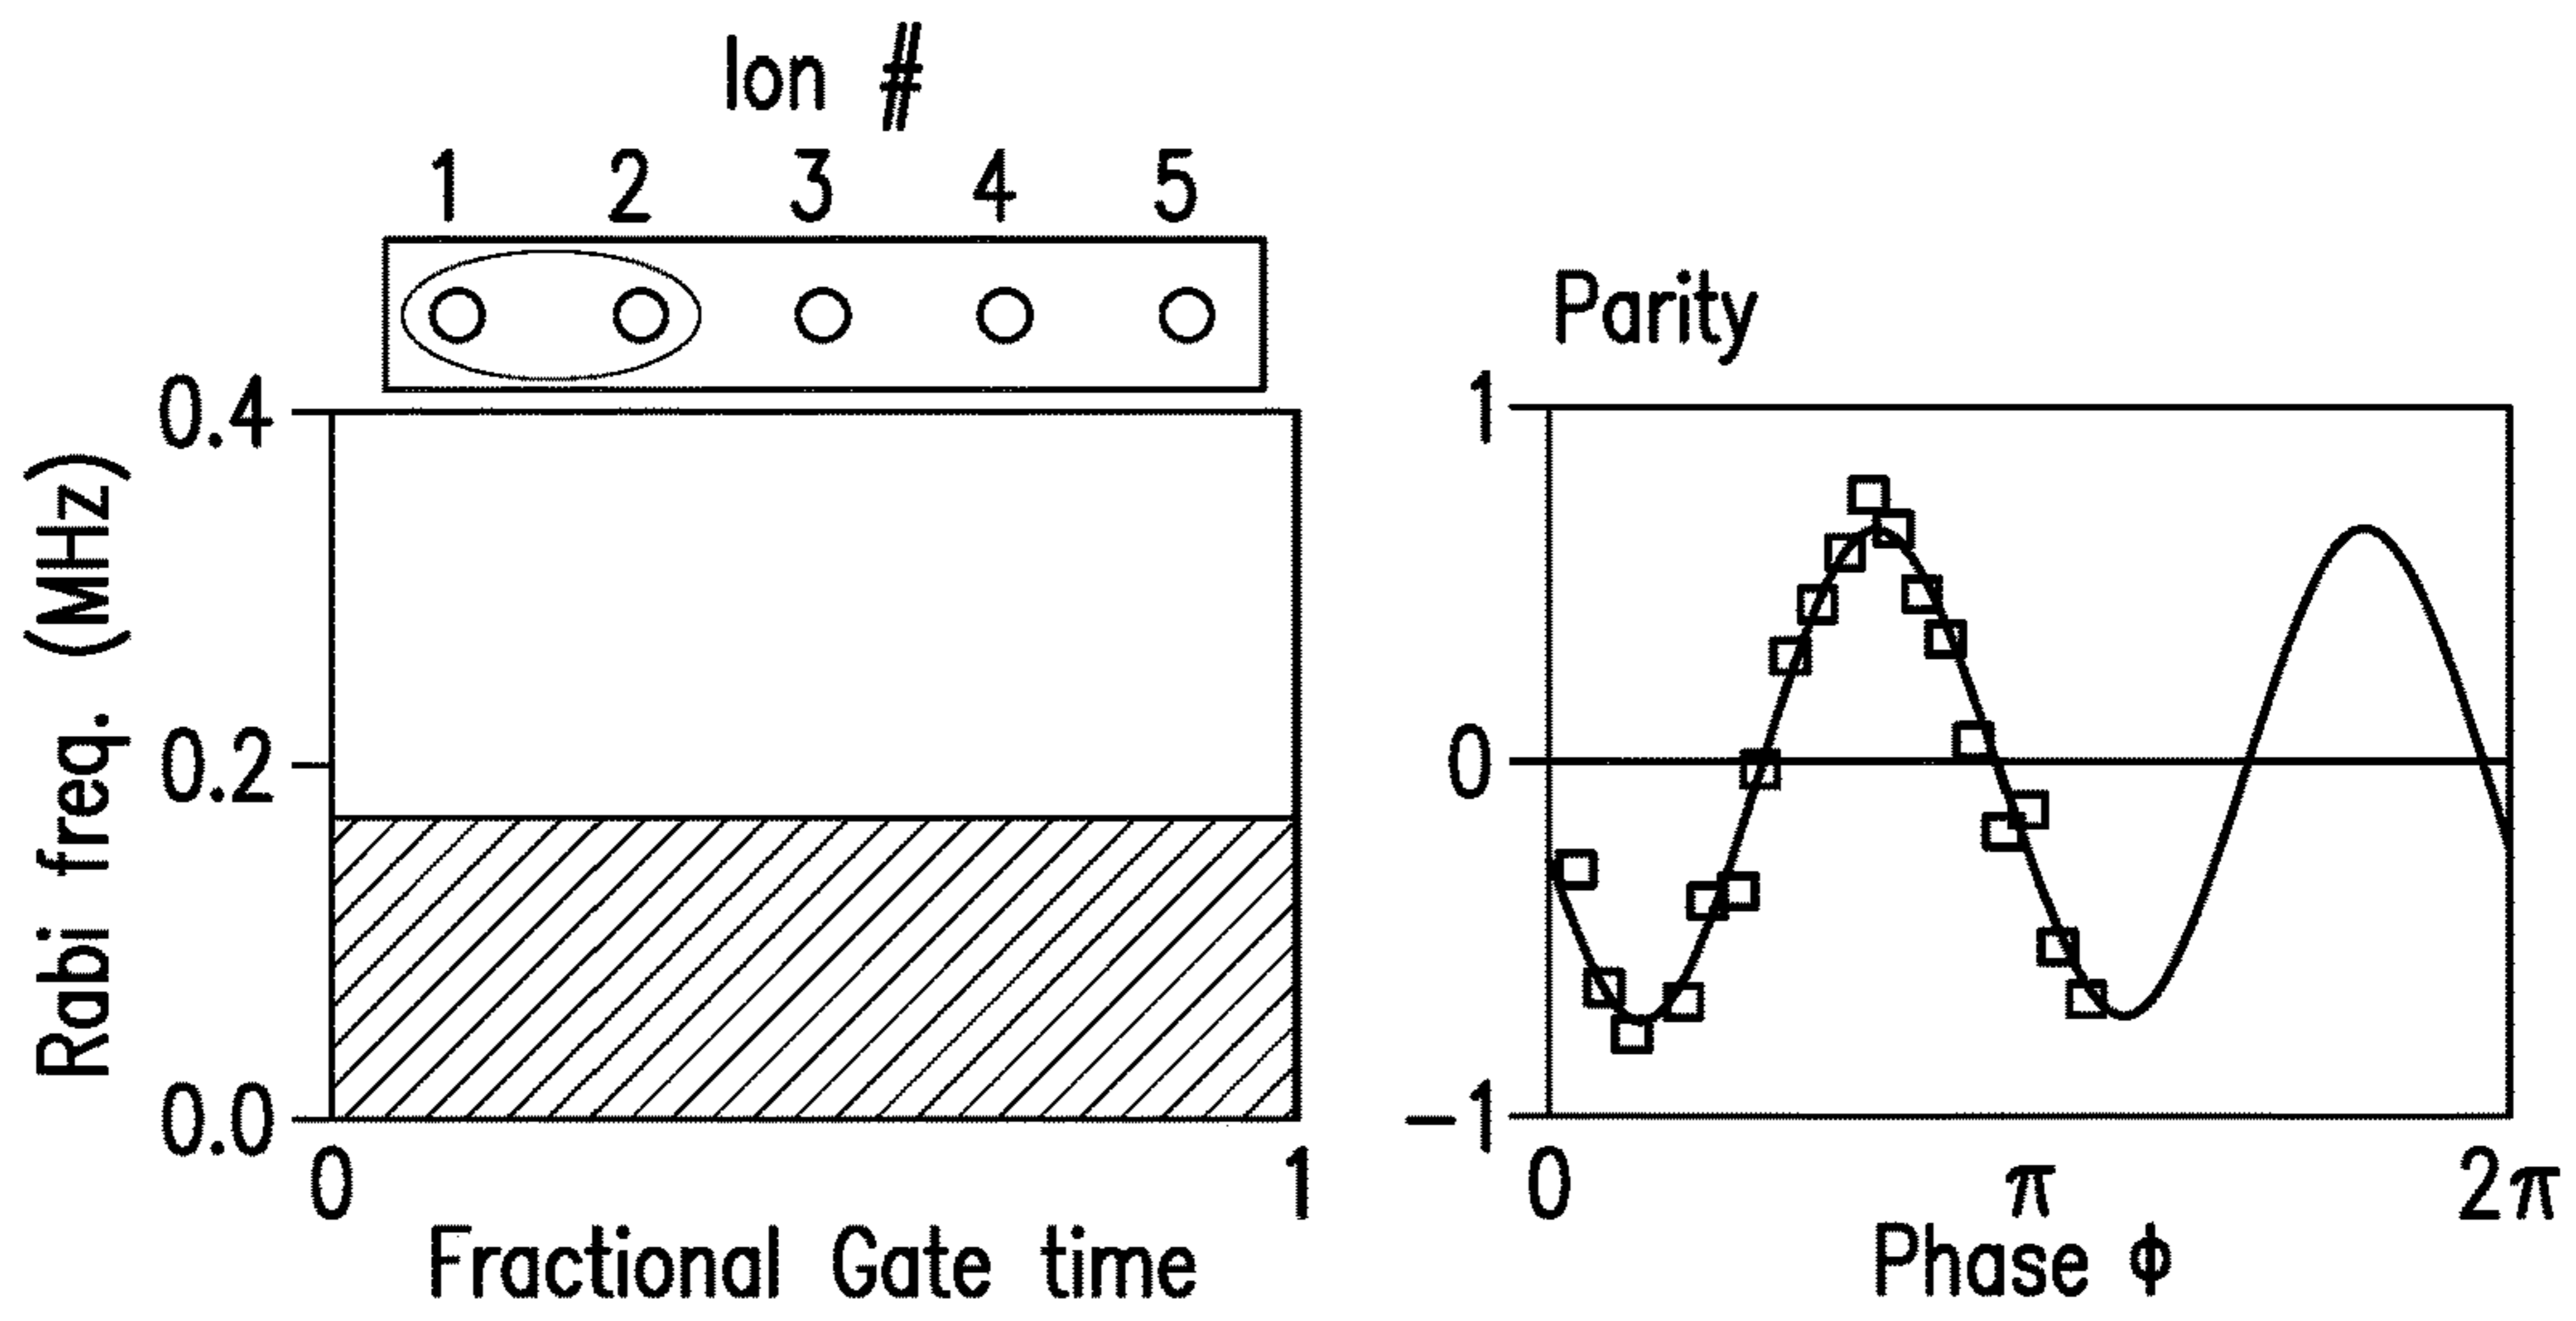 Ion #
1 2 3 4 5
Rabi freq. (MHz)
0.4
0.2
0.0
0 1
Fractional Gate time
Parity
1
0
-1
0 π 2π
Phase ϕ